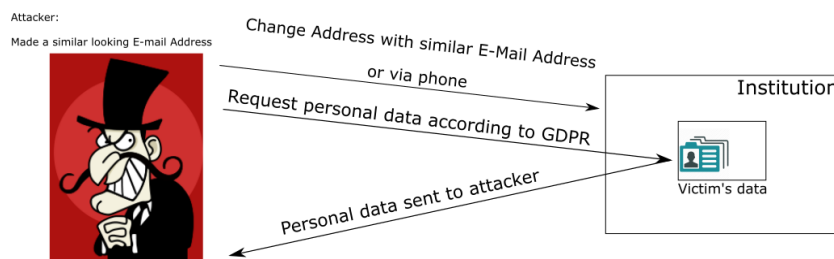 Attacker:
Made a similar looking E-mail Address
Change Address with similar E-Mail Address
or via phone
Request personal data according to GDPR
Personal data sent to attacker
Institution
Victim's data